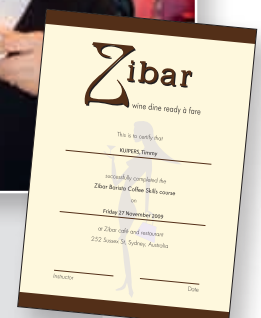 Zibar
wine dine ready à fare
This is to certify that
KUIPERS, Timmy
successfully completed the
Zibar Barista Coffee Skills course
on
Friday 27 November 2009
at Zibar café and restaurant
252 Sussex St, Sydney, Australia
Instructor
Date